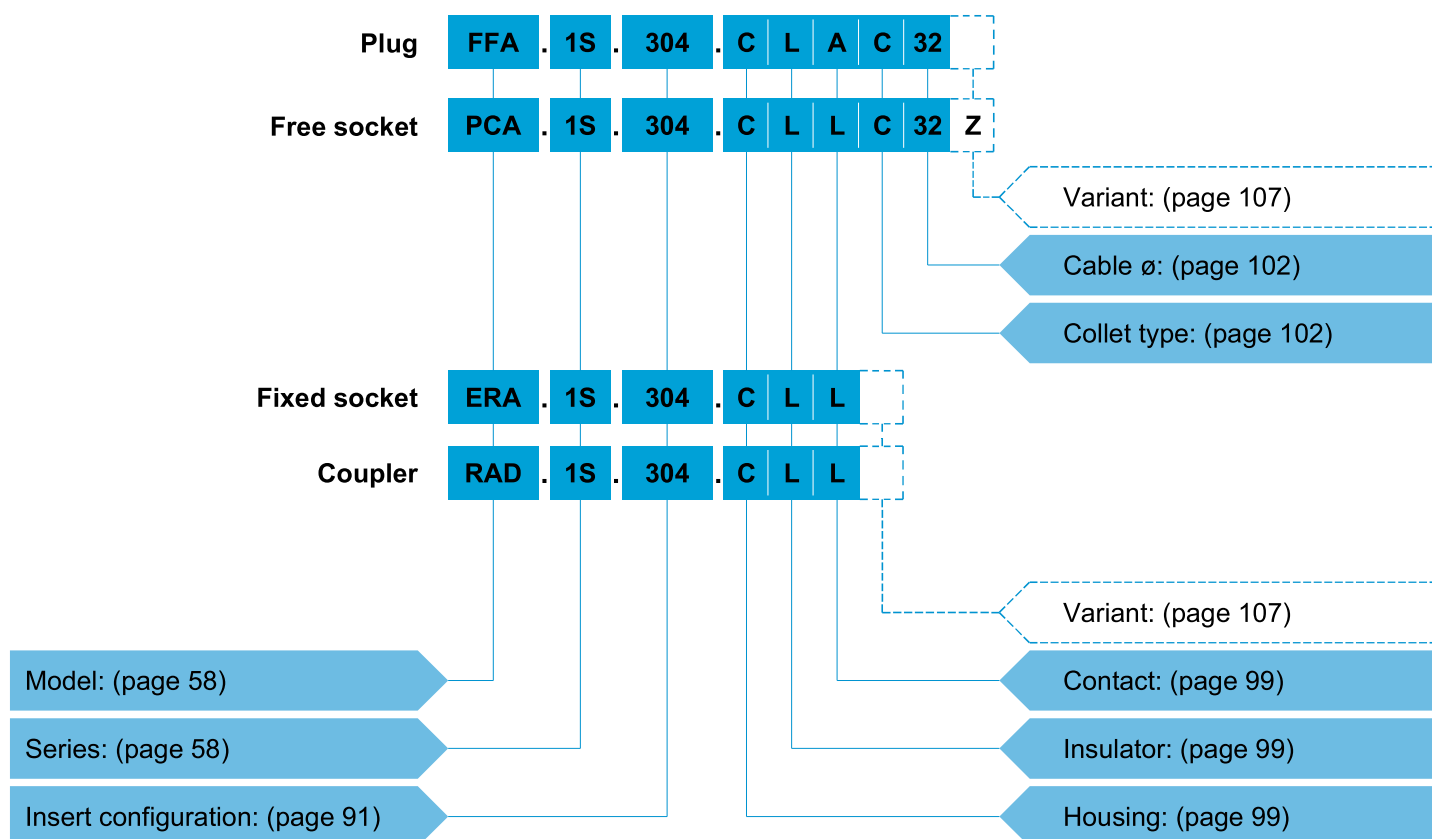 Plug FFA . 1S . 304 . C L A C 32
Free socket PCA . 1S . 304 . C L L C 32 Z
Variant: (page 107)
Cable ø: (page 102)
Collet type: (page 102)
Fixed socket ERA . 1S . 304 . C L L
Coupler RAD . 1S . 304 . C L L
Variant: (page 107)
Model: (page 58) Contact: (page 99)
Series: (page 58) Insulator: (page 99)
Insert configuration: (page 91) Housing: (page 99)